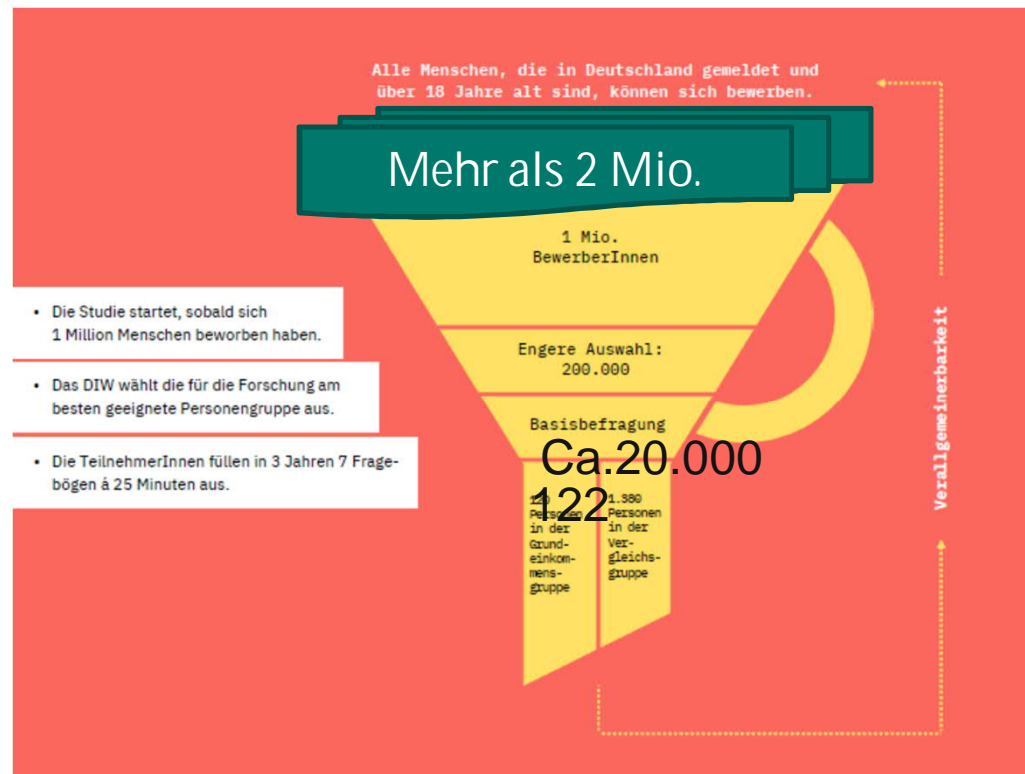 Alle Menschen, die in Deutschland gemeldet und
über 18 Jahre alt sind, können sich bewerben.
Mehr als 2 Mio.
1 Mio.
BewerberInnen
• Die Studie startet, sobald sich
1 Million Menschen beworben haben.
Engere Auswahl:
200.000
• Das DIW wählt die für die Forschung am
besten geeignete Personengruppe aus.
Basisbefragung
Ca.20.000
• Die TeilnehmerInnen füllen in 3 Jahren 7 Frage-
bögen á 25 Minuten aus.
122
Personen
in der
Grund-
einkom-
mens-
gruppe
1.380
Personen
in der
Ver-
gleichs-
gruppe
Verallgemeinerbarkeit